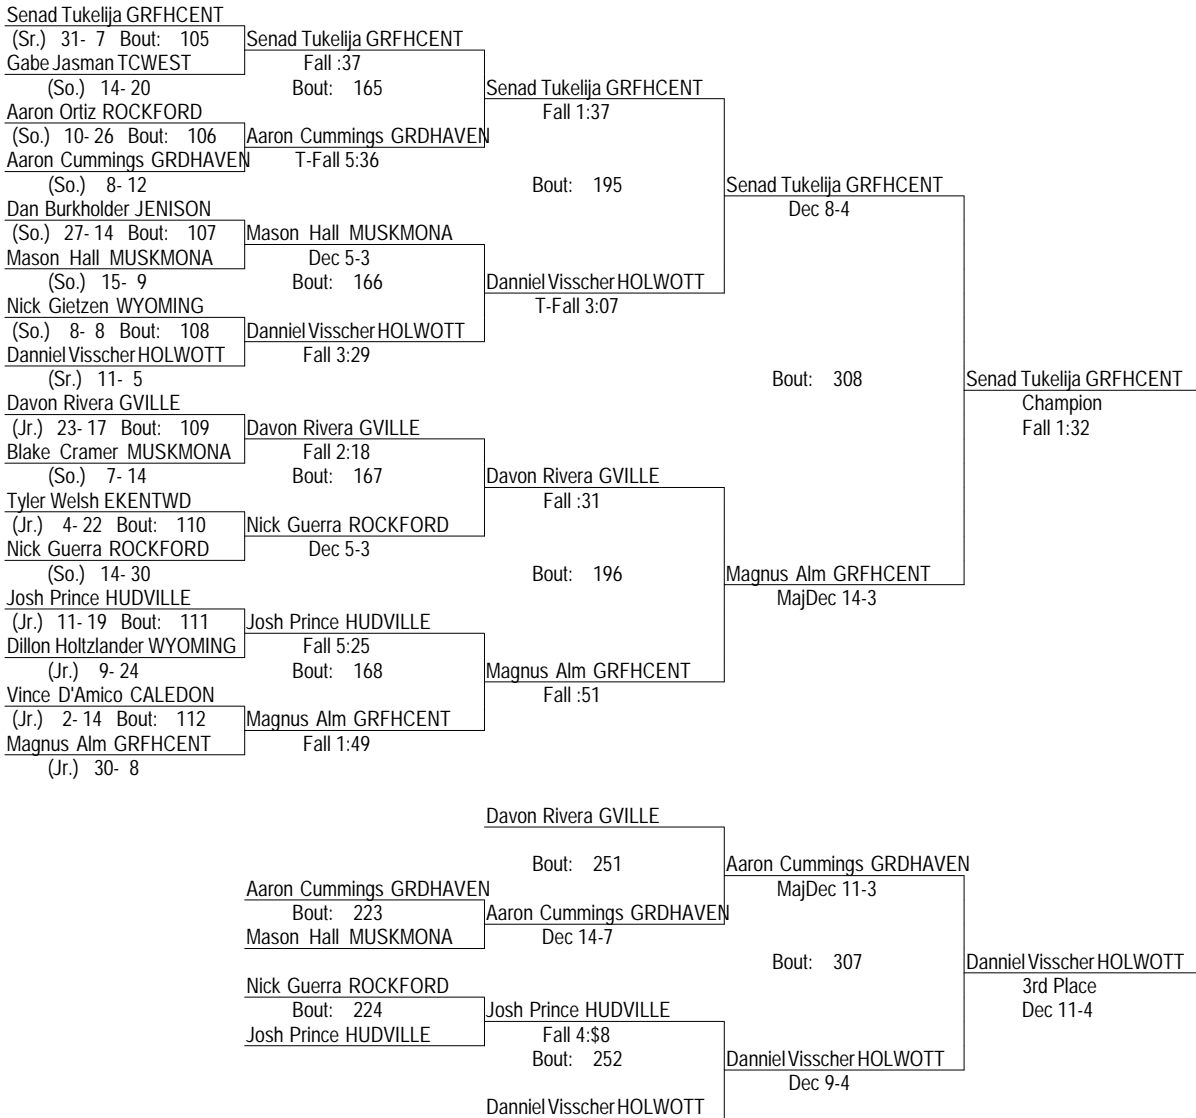 Senad Tukelija GRFHCENT
(Sr.) 31- 7 Bout: 105
Senad Tukelija GRFHCENT
Gabe Jasman TCWEST
Fall :37
(So.) 14- 20
Bout: 165
Senad Tukelija GRFHCENT
Aaron Ortiz ROCKFORD
Fall 1:37
(So.) 10- 26 Bout: 106
Aaron Cummings GRDHAVEN
Aaron Cummings GRDHAVEN
T-Fall 5:36
(So.) 8- 12
Bout: 195
Senad Tukelija GRFHCENT
Dan Burkholder JENISON
Dec 8-4
(So.) 27- 14 Bout: 107
Mason Hall MUSKMONA
Mason Hall MUSKMONA
Dec 5-3
(So.) 15- 9
Bout: 166
Danniel Visscher HOLWOTT
Nick Gietzen WYOMING
T-Fall 3:07
(So.) 8- 8 Bout: 108
Danniel Visscher HOLWOTT
Danniel Visscher HOLWOTT
Fall 3:29
(Sr.) 11- 5
Bout: 308
Senad Tukelija GRFHCENT
Davon Rivera GVILLE
Champion
(Jr.) 23- 17 Bout: 109
Davon Rivera GVILLE
Fall 1:32
Blake Cramer MUSKMONA
Fall 2:18
(So.) 7- 14
Bout: 167
Davon Rivera GVILLE
Tyler Welsh EKENTWD
Fall :31
(Jr.) 4- 22 Bout: 110
Nick Guerra ROCKFORD
Nick Guerra ROCKFORD
Dec 5-3
(So.) 14- 30
Bout: 196
Magnus Alm GRFHCENT
Josh Prince HUDVILLE
MajDec 14-3
(Jr.) 11- 19 Bout: 111
Josh Prince HUDVILLE
Dillon Holtzlander WYOMING
Fall 5:25
(Jr.) 9- 24
Bout: 168
Magnus Alm GRFHCENT
Vince D'Amico CALEDON
Fall :51
(Jr.) 2- 14 Bout: 112
Magnus Alm GRFHCENT
Magnus Alm GRFHCENT
Fall 1:49
(Jr.) 30- 8
Davon Rivera GVILLE
Bout: 251
Aaron Cummings GRDHAVEN
Aaron Cummings GRDHAVEN
MajDec 11-3
Bout: 223
Aaron Cummings GRDHAVEN
Mason Hall MUSKMONA
Dec 14-7
Bout: 307
Danniel Visscher HOLWOTT
Nick Guerra ROCKFORD
3rd Place
Bout: 224
Josh Prince HUDVILLE
Dec 11-4
Josh Prince HUDVILLE
Fall 4:$8
Bout: 252
Danniel Visscher HOLWOTT
Dec 9-4
Danniel Visscher HOLWOTT